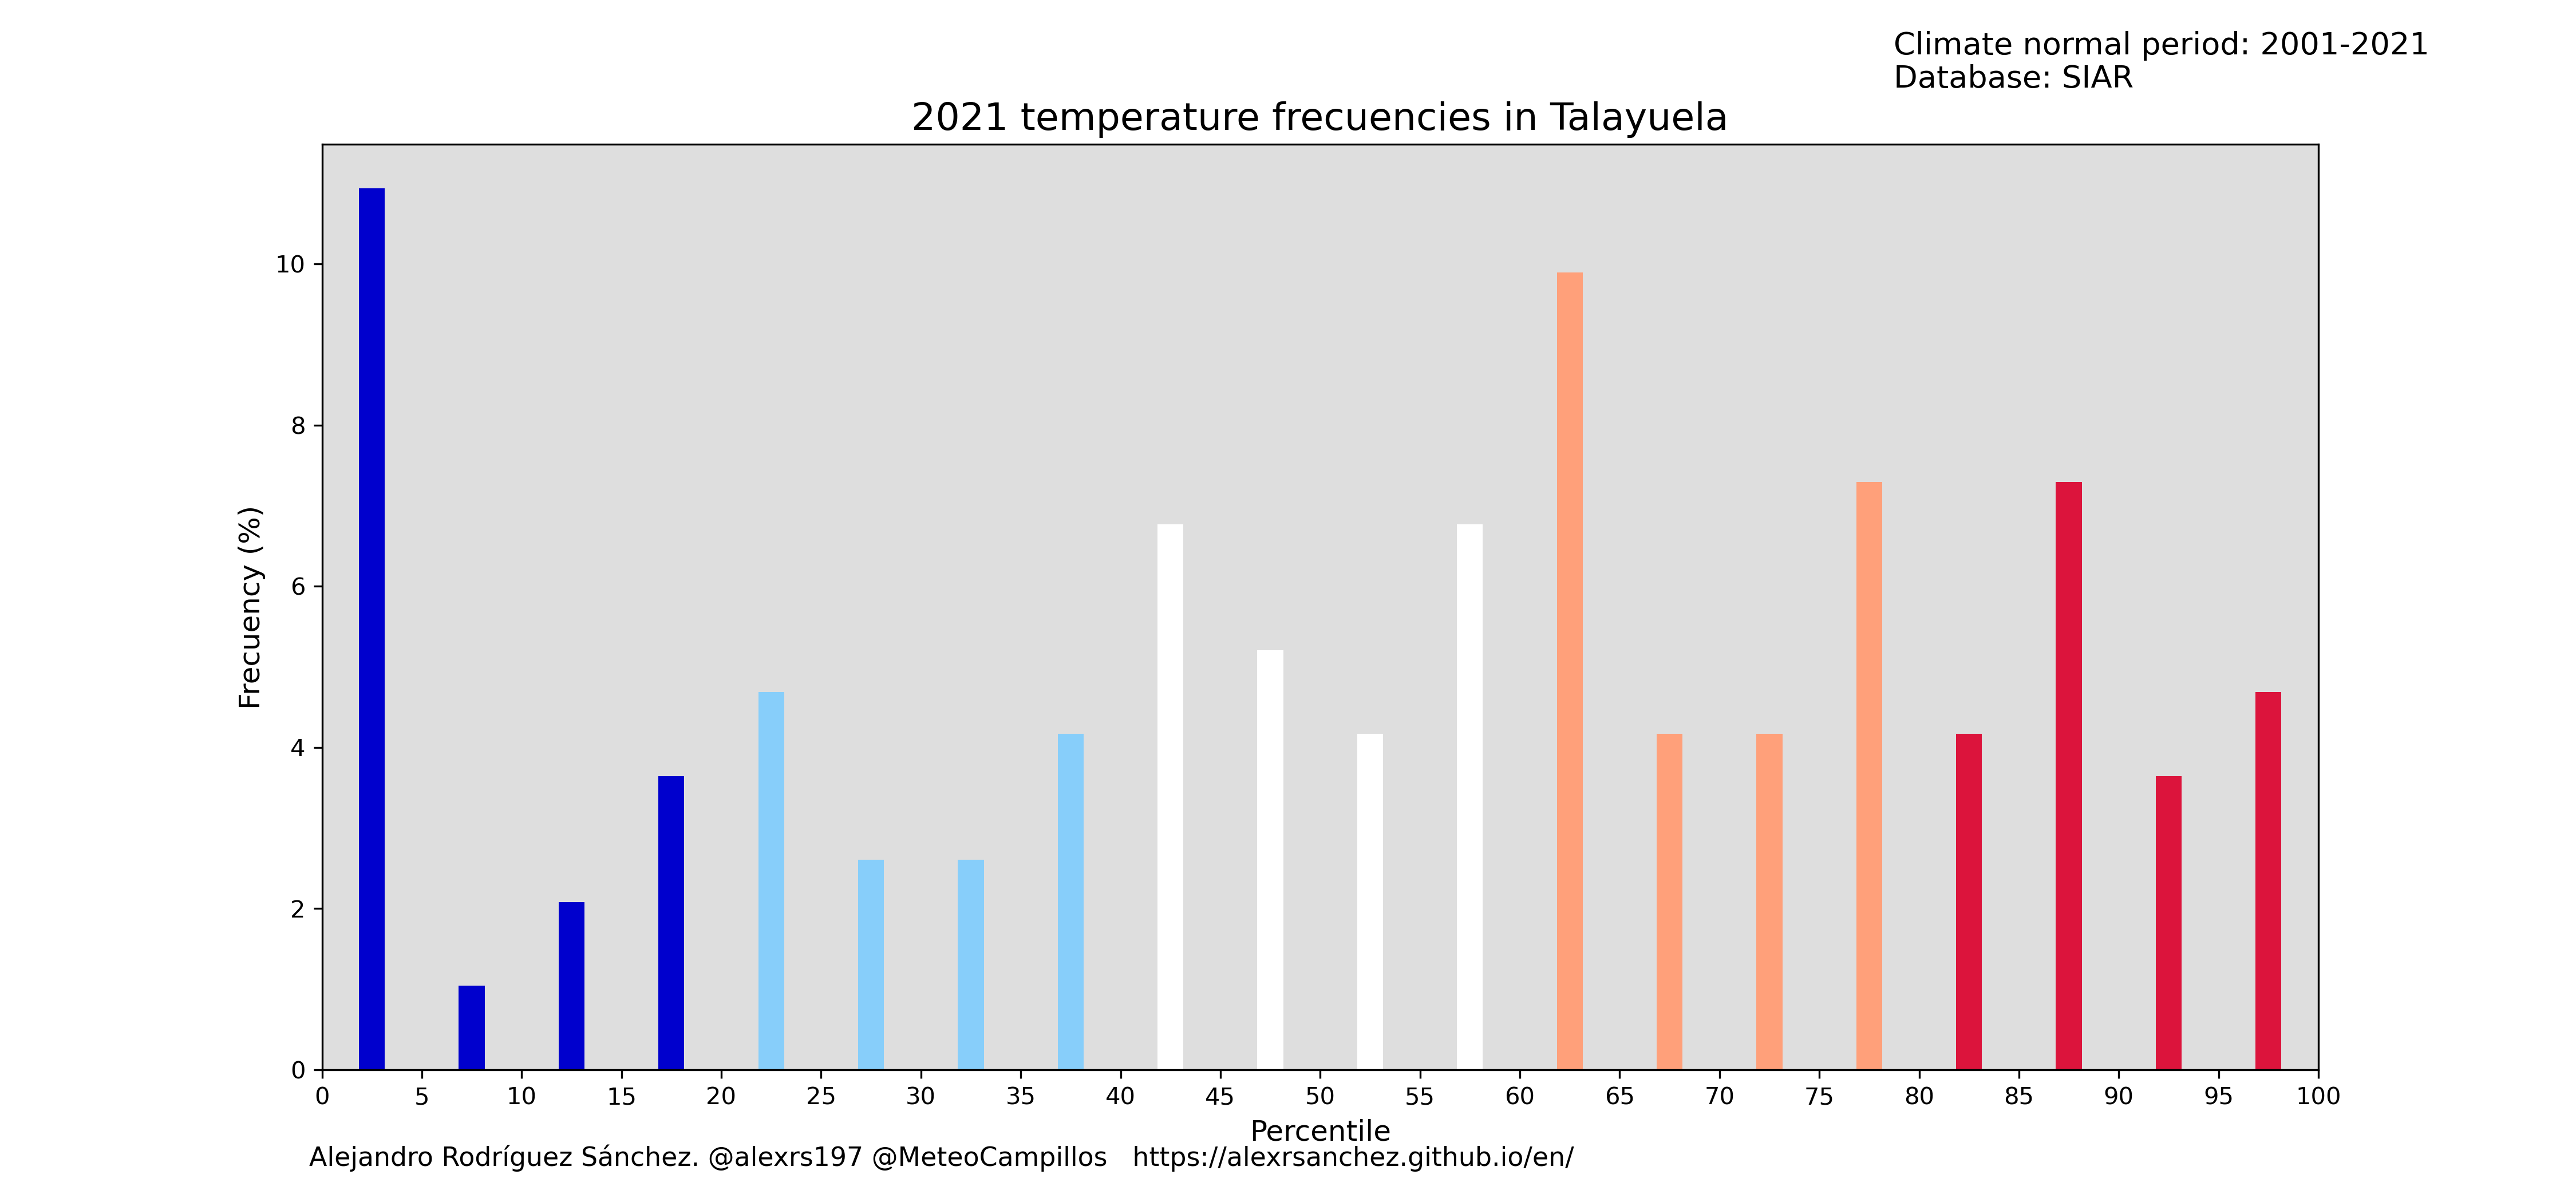 Climate normal period: 2001-2021
Database: SIAR
2021 temperature frecuencies in Talayuela
Frecuency (%)
10
8
6
4
2
0
0 5 10 15 20 25 30 35 40 45 50 55 60 65 70 75 80 85 90 95 100
Percentile
Alejandro Rodríguez Sánchez. @alexrs197 @MeteoCampillos https://alexrsanchez.github.io/en/